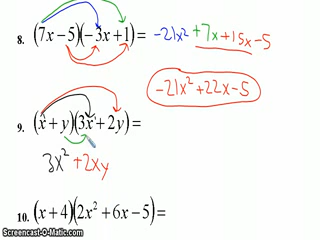 8. (7x-5)(-3x+1)= -21x² +7x +15x -5
-21x² +22x -5
9. (x+y)(3x+2y)=
3x² +2xy
10. (x+4)(2x²+6x-5)=
Screencast-O-Matic.com